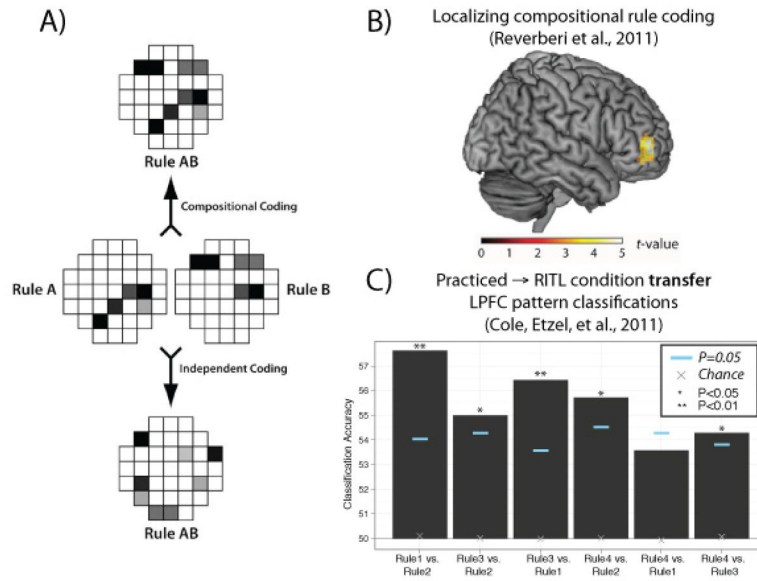 A)
Rule AB
Compositional Coding
Rule A
Rule B
Independent Coding
Rule AB
B)
Localizing compositional rule coding
(Reverberi et al., 2011)
t-value
0 1 2 3 4 5
C)
Practiced → RITL condition transfer
LPFC pattern classifications
(Cole, Etzel, et al., 2011)
Classification Accuracy
57
56
55
54
53
52
51
50
**
*
**
*
*
P=0.05
× Chance
* P<0.05
** P<0.01
Rule1 vs. Rule3 vs. Rule3 vs. Rule4 vs. Rule4 vs. Rule4 vs.
Rule2 Rule2 Rule1 Rule2 Rule1 Rule3